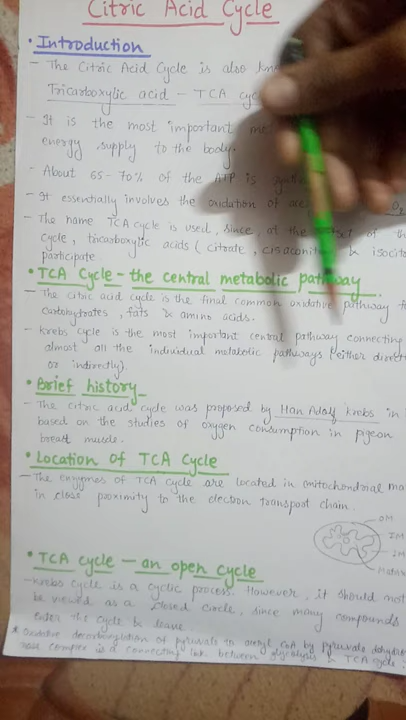 Citric Acid Cycle
• Introduction
- The Citric Acid Cycle is also
Tricarboxylic acid - TCA
- It is the most important
energy supply to the body.
- About 65-70% of the ATP is
- It essentially involves the oxidation of
- The name TCA cycle is used, since, at the of the
cycle, tricarboxylic acids (citrate, &
participate.
• TCA Cycle - the central metabolic pathway
- The citric acid cycle is the final common oxidative pathway
carbohydrates, fats & amino acids.
- Krebs cycle is the most important central pathway connecting
almost all the individual metabolic pathways (either
or indirectly).
• Brief history
- The citric acid cycle was proposed by Han Adolf krebs in
based on the studies of oxygen consumption in pigeon
breast muscle.
• Location of TCA Cycle
- The enzymes of TCA cycle are located in mitochondrial
in close proximity to the electron transport chain.
OM
• TCA cycle - an open cycle
- Krebs cycle is a cyclic process. However, it should not
be viewed as a closed circle, since many compounds
enter the cycle & leave.
* Oxidative decarboxylation of pyruvate to acetyl CoA by pyruvate
complex is a connecting link between glycolysis & TCA cycle.